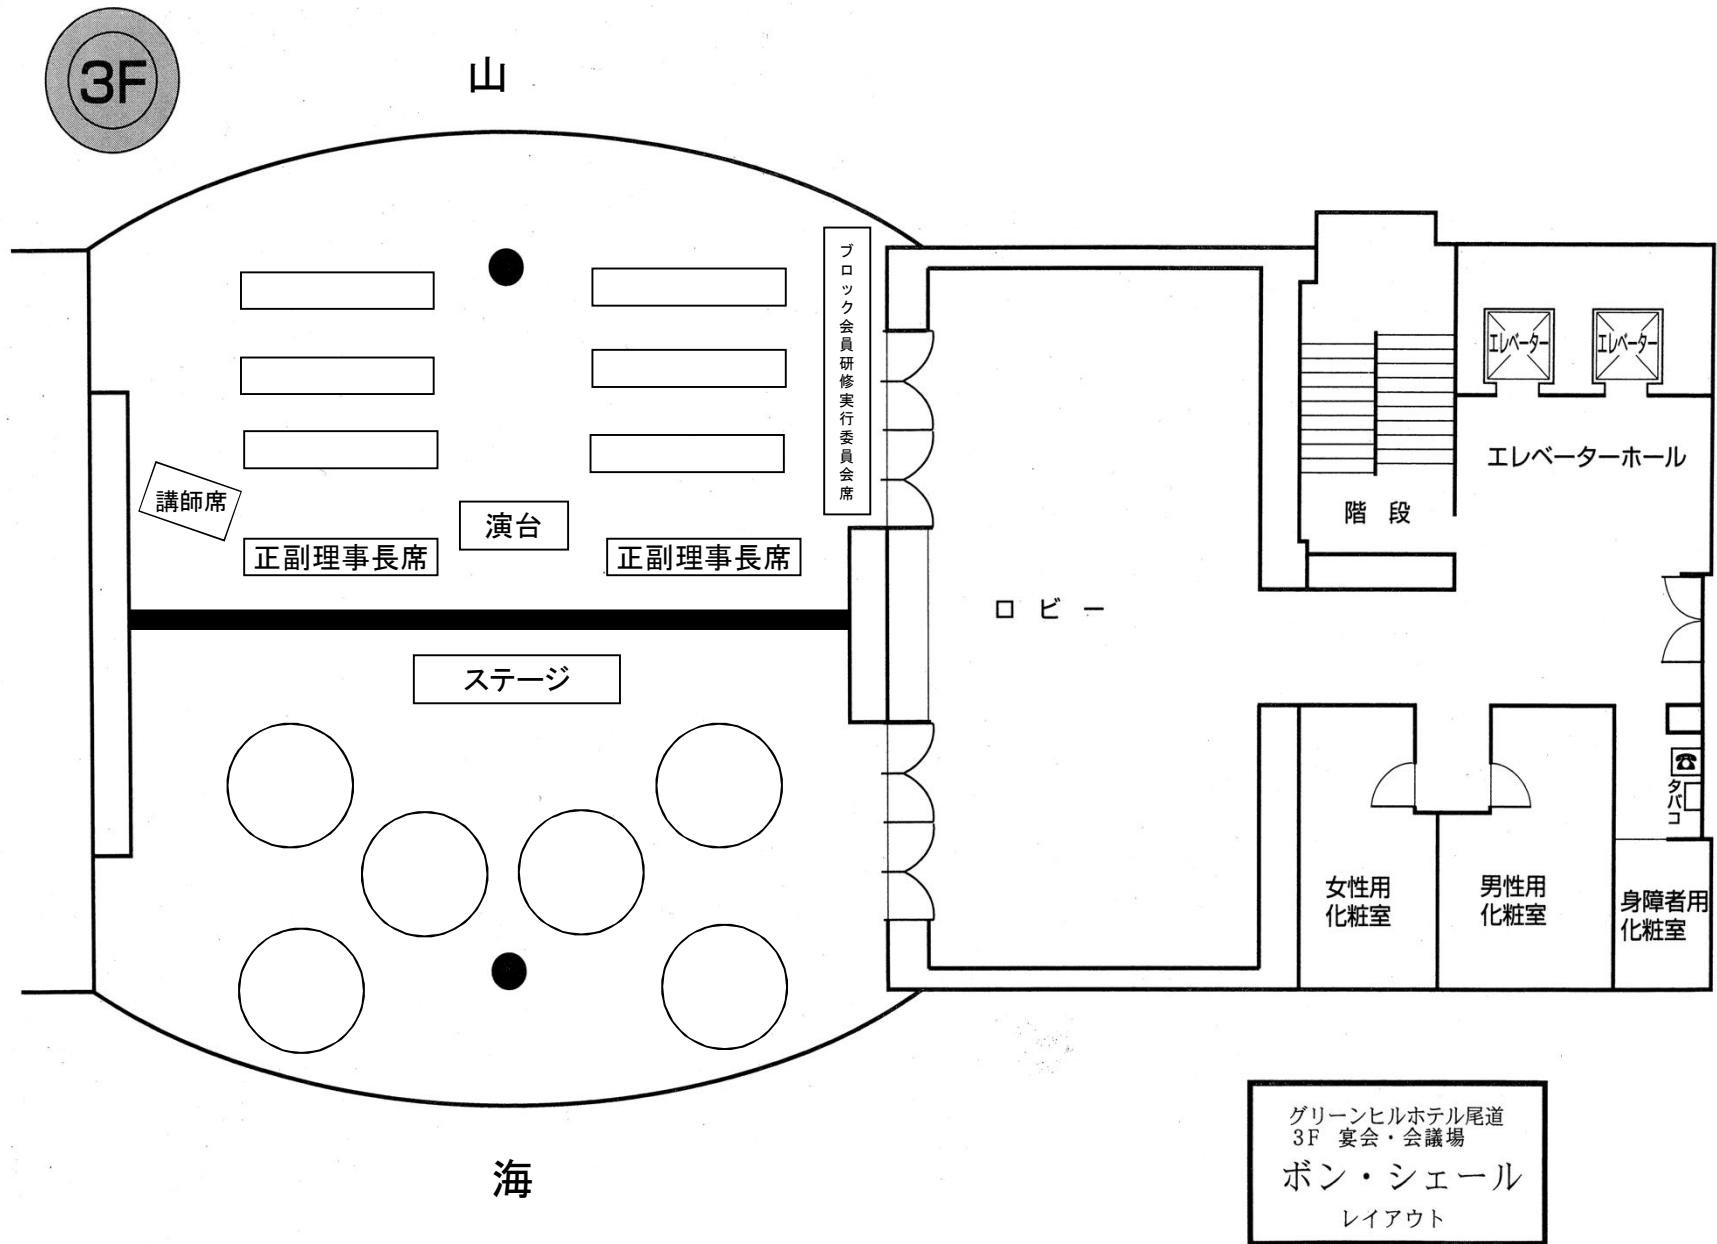 3F
山
ブロック会員研修実行委員会席
エレベーター
エレベーター
エレベーターホール
講師席
演台
階 段
正副理事長席
正副理事長席
ロ ビ ー
ステージ
タバコ
女性用
化粧室
男性用
化粧室
身障者用
化粧室
海
グリーンヒルホテル尾道
3F 宴会・会議場
ボン・シェール
レイアウト